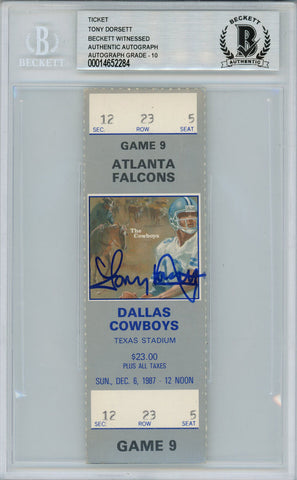 BECKETT
TICKET
TONY DORSETT
BECKETT WITNESSED
AUTHENTIC AUTOGRAPH
AUTOGRAPH GRADE - 10
00014652284
BECKETT
AUTHENTIC
12 23 5
SEC. ROW SEAT
GAME 9
ATLANTA
FALCONS
The
Cowboys
Tony Dorsett
DALLAS
COWBOYS
TEXAS STADIUM
$23.00
PLUS ALL TAXES
SUN., DEC. 6, 1987 - 12 NOON
12 23 5
SEC. ROW SEAT
GAME 9